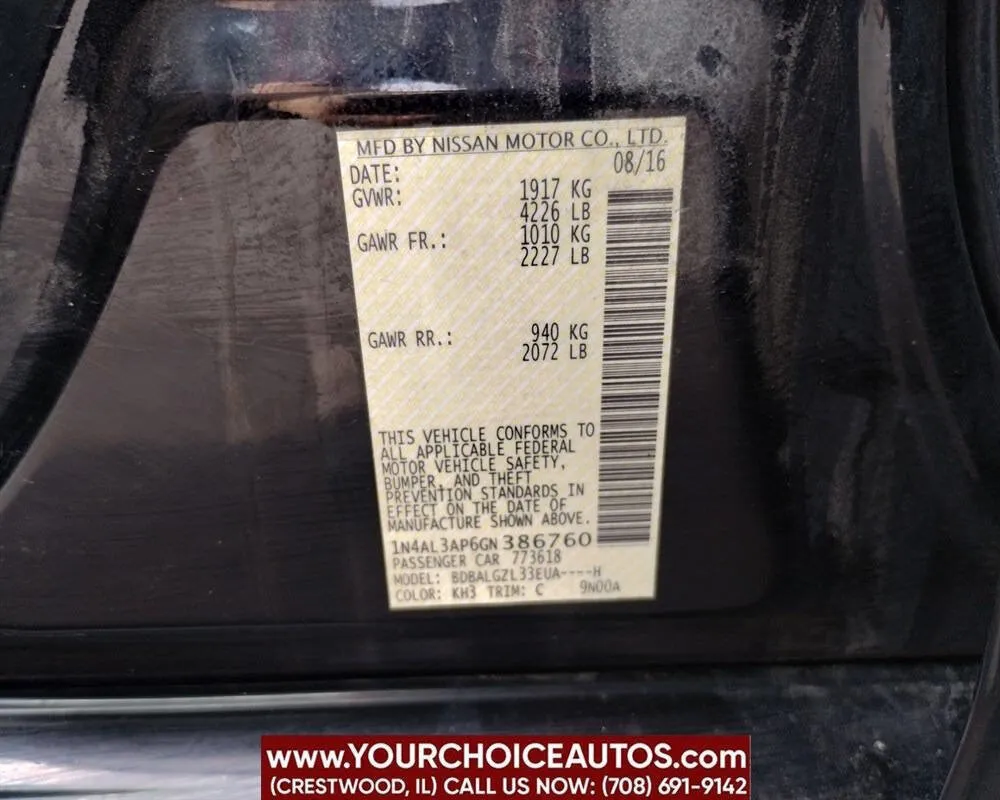 MFD BY NISSAN MOTOR CO., LTD.
DATE: 08/16
GVWR: 1917 KG
4226 LB
GAWR FR.: 1010 KG
2227 LB
GAWR RR.: 940 KG
2072 LB
THIS VEHICLE CONFORMS TO
ALL APPLICABLE FEDERAL
MOTOR VEHICLE SAFETY,
BUMPER, AND THEFT
PREVENTION STANDARDS IN
EFFECT ON THE DATE OF
MANUFACTURE SHOWN ABOVE.
1N4AL3AP6GN386760
PASSENGER CAR 773618
MODEL: BDBALGZL33EUA----H
COLOR: KH3 TRIM: C 9N00A
WWW.YOURCHOICEAUTOS.COM
(CRESTWOOD, IL) CALL US NOW: (708) 691-9142